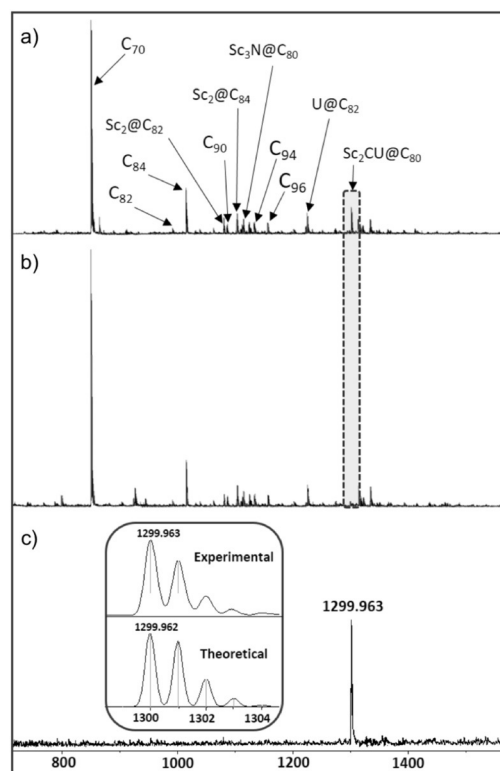 a)
C₇₀
Sc₃N@C₈₀
Sc₂@C₈₄
U@C₈₂
Sc₂@C₈₂
C₉₀
C₉₄
Sc₂CU@C₈₀
C₈₄
C₉₆
C₈₂
b)
c)
1299.963
Experimental
1299.963
1299.962
Theoretical
1300 1302 1304
800 1000 1200 1400